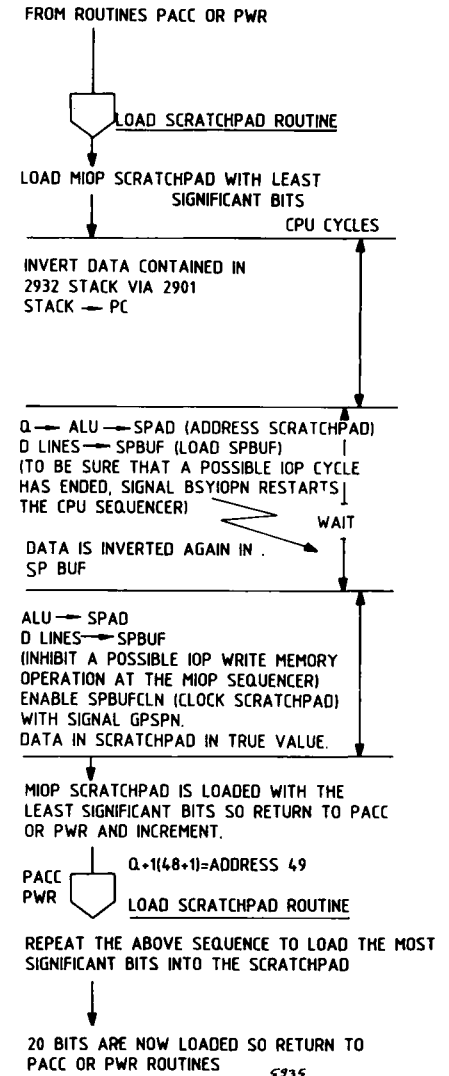 FROM ROUTINES PACC OR PWR
LOAD SCRATCHPAD ROUTINE
LOAD MIOP SCRATCHPAD WITH LEAST
SIGNIFICANT BITS
CPU CYCLES
INVERT DATA CONTAINED IN
2932 STACK VIA 2901
STACK → PC
Q → ALU → SPAD (ADDRESS SCRATCHPAD)
D LINES → SPBUF (LOAD SPBUF)
(TO BE SURE THAT A POSSIBLE IOP CYCLE
HAS ENDED, SIGNAL BSYIOPN RESTARTS
THE CPU SEQUENCER)
WAIT
DATA IS INVERTED AGAIN IN .
SP BUF
ALU → SPAD
D LINES → SPBUF
(INHIBIT A POSSIBLE IOP WRITE MEMORY
OPERATION AT THE MIOP SEQUENCER)
ENABLE SPBUFCLN (CLOCK SCRATCHPAD)
WITH SIGNAL GPSPN.
DATA IN SCRATCHPAD IN TRUE VALUE.
MIOP SCRATCHPAD IS LOADED WITH THE
LEAST SIGNIFICANT BITS SO RETURN TO PACC
OR PWR AND INCREMENT.
Q+1(48+1)=ADDRESS 49
PACC
PWR
LOAD SCRATCHPAD ROUTINE
REPEAT THE ABOVE SEQUENCE TO LOAD THE MOST
SIGNIFICANT BITS INTO THE SCRATCHPAD
20 BITS ARE NOW LOADED SO RETURN TO
PACC OR PWR ROUTINES